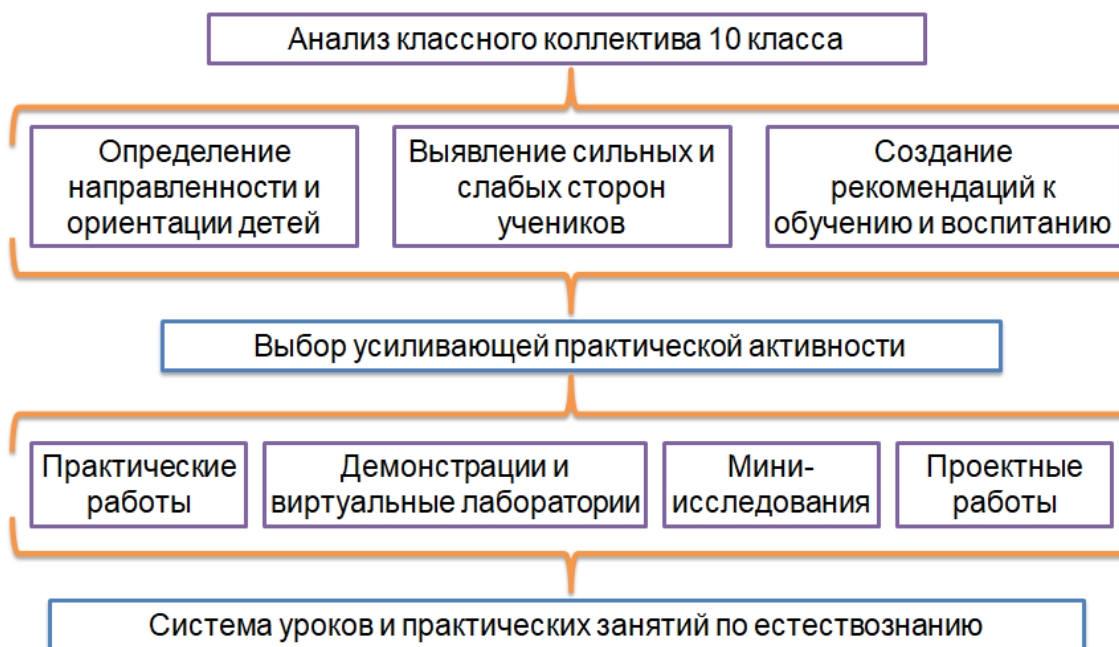 Анализ классного коллектива 10 класса
Определение
направленности и
ориентации детей
Выявление сильных и
слабых сторон
учеников
Создание
рекомендаций к
обучению и воспитанию
Выбор усиливающей практической активности
Практические
работы
Демонстрации и
виртуальные лаборатории
Мини-
исследования
Проектные
работы
Система уроков и практических занятий по естествознанию